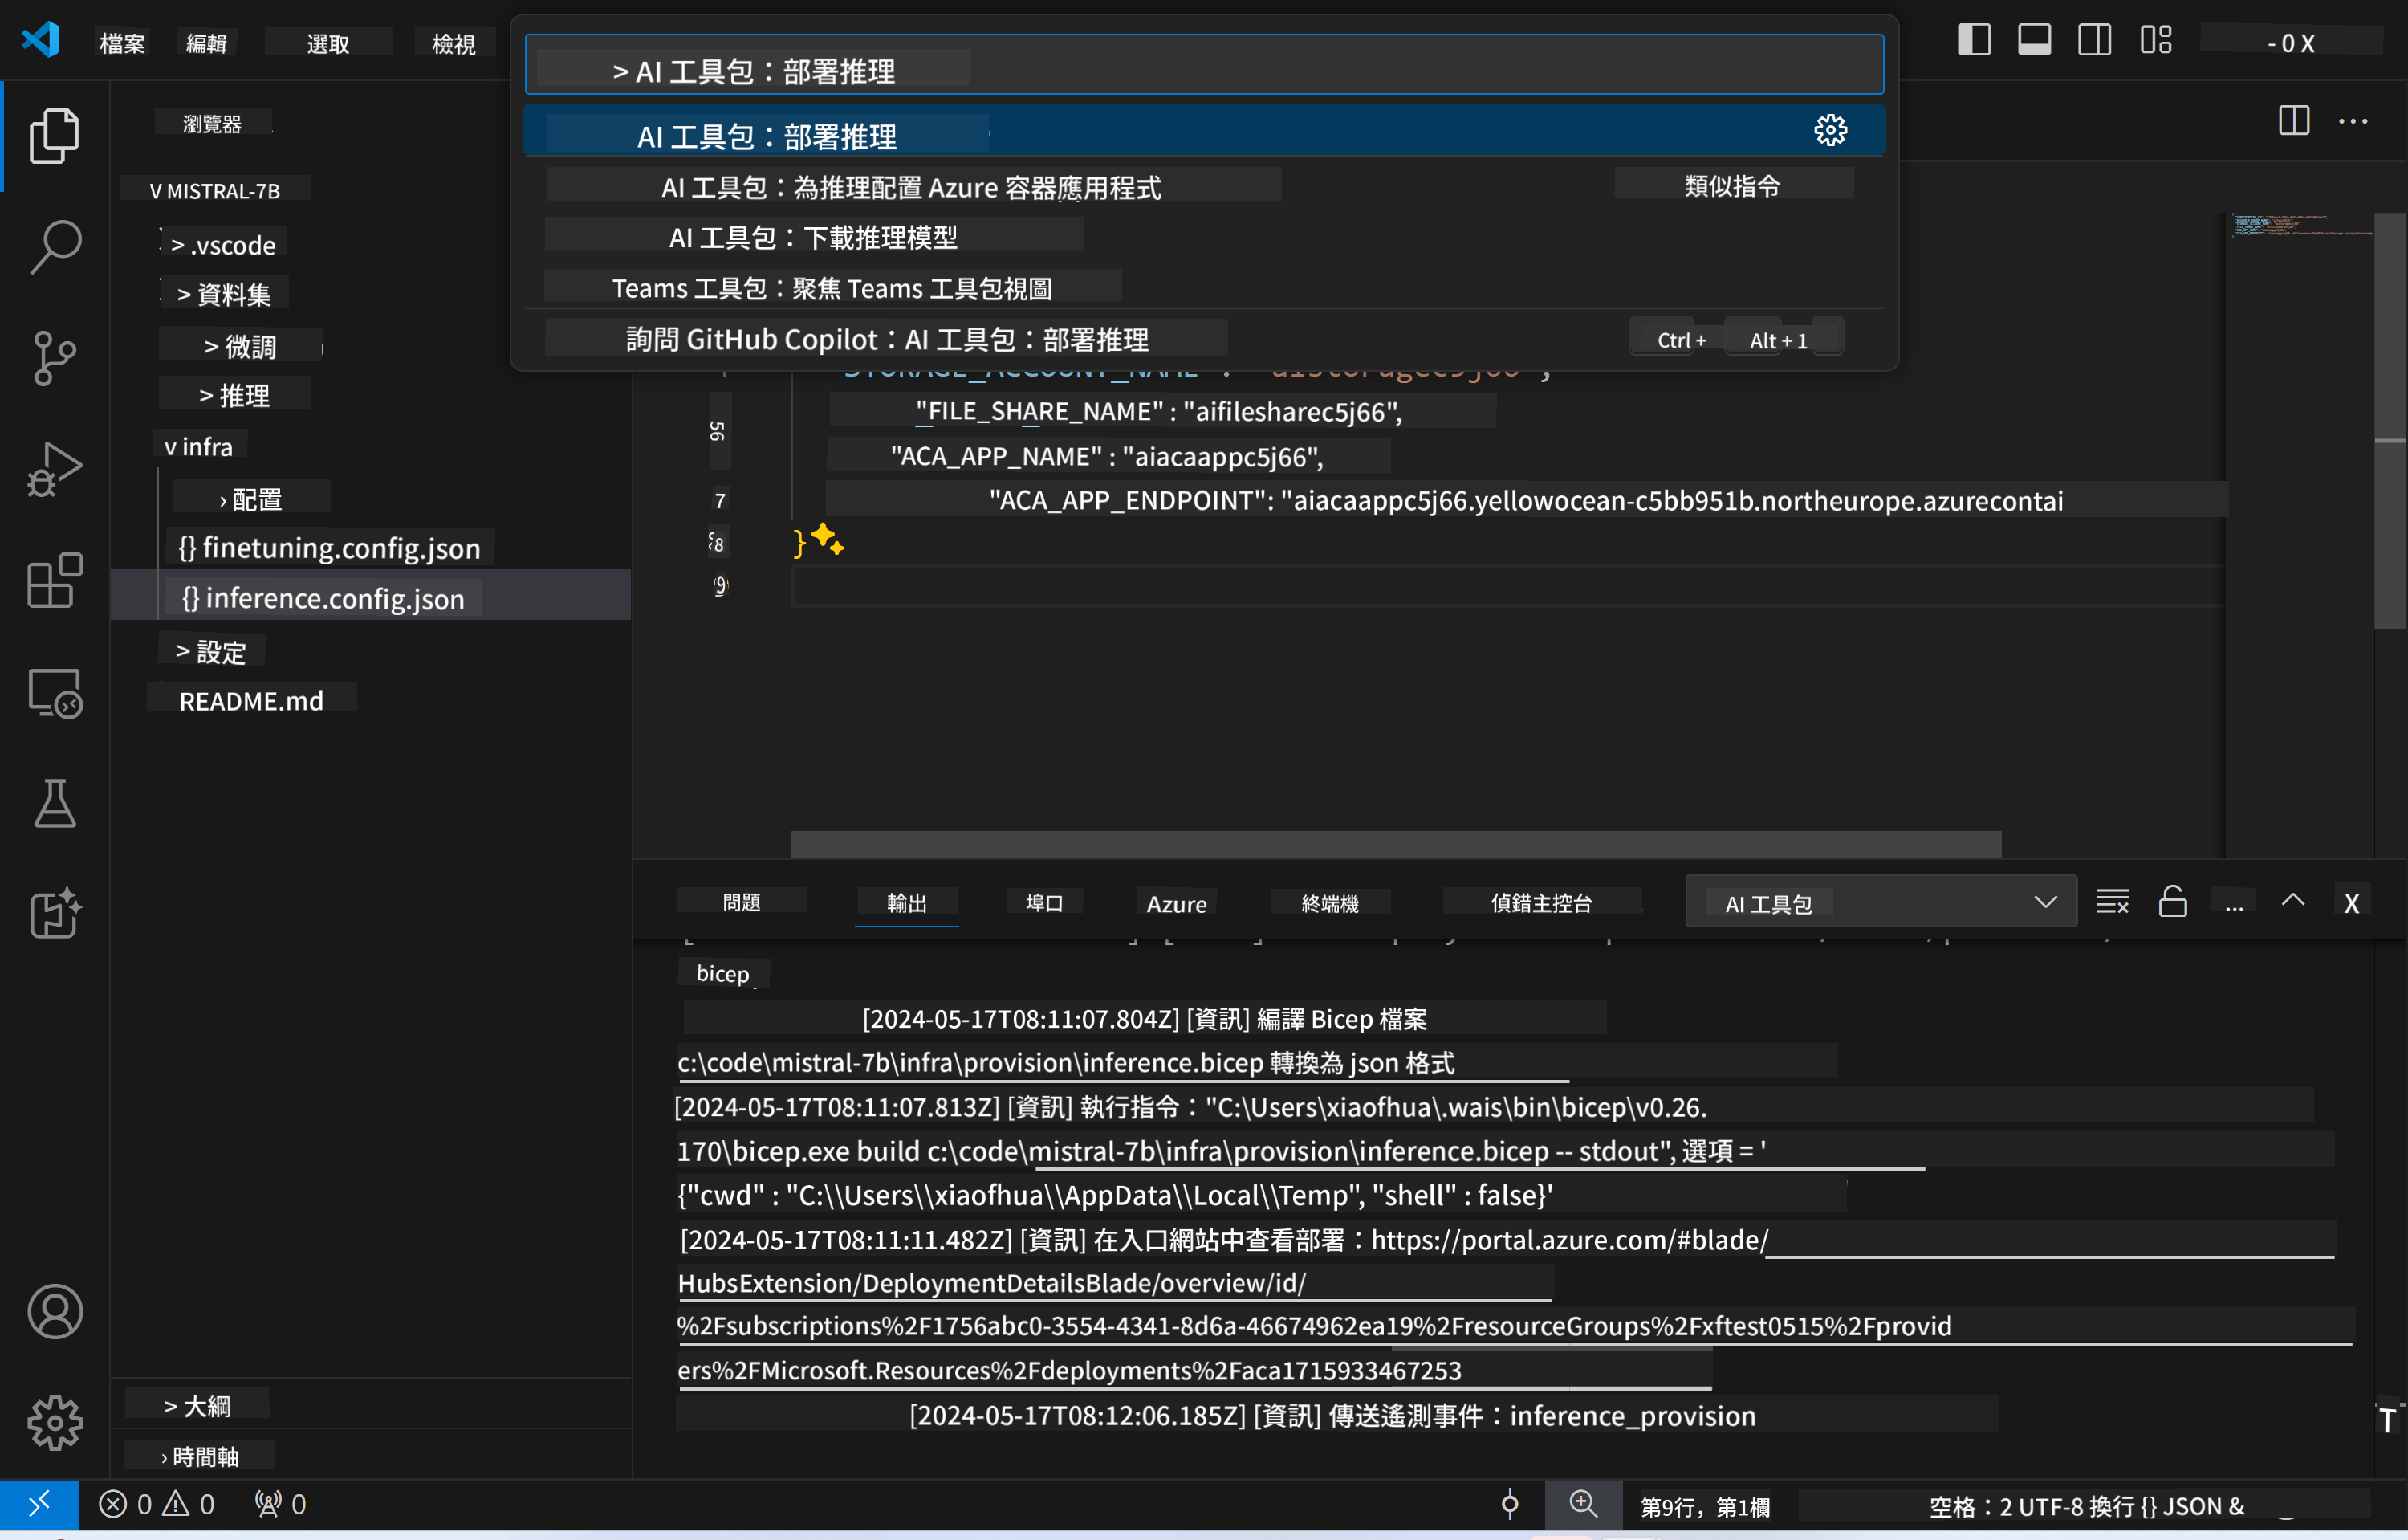 檔案 編輯 選取 檢視
- 0 X
> AI 工具包：部署推理
AI 工具包：部署推理
AI 工具包：為推理配置 Azure 容器應用程式 類似指令
AI 工具包：下載推理模型
Teams 工具包：聚焦 Teams 工具包視圖
詢問 GitHub Copilot：AI 工具包：部署推理 Ctrl + Alt + 1
瀏覽器
V MISTRAL-7B
> .vscode
> 資料集
> 微調
> 推理
v infra
› 配置
{} finetuning.config.json
{} inference.config.json
> 設定
README.md
> 大綱
› 時間軸
STORAGE_ACCOUNT_NAME
56 "FILE_SHARE_NAME" : "aifilesharec5j66",
"ACA_APP_NAME" : "aiacaappc5j66",
7 "ACA_APP_ENDPOINT": "aiacaappc5j66.yellowocean-c5bb951b.northeurope.azurecontai
8 }
9
問題 輸出 埠口 Azure 終端機 偵錯主控台 AI 工具包 ... X
bicep
[2024-05-17T08:11:07.804Z] [資訊] 編譯 Bicep 檔案
c:\code\mistral-7b\infra\provision\inference.bicep 轉換為 json 格式
[2024-05-17T08:11:07.813Z] [資訊] 執行指令："C:\Users\xiaofhua\.wais\bin\bicep\v0.26.
170\bicep.exe build c:\code\mistral-7b\infra\provision\inference.bicep -- stdout", 選項 = '
{"cwd" : "C:\\Users\\xiaofhua\\AppData\\Local\\Temp", "shell" : false}'
[2024-05-17T08:11:11.482Z] [資訊] 在入口網站中查看部署：https://portal.azure.com/#blade/
HubsExtension/DeploymentDetailsBlade/overview/id/
%2Fsubscriptions%2F1756abc0-3554-4341-8d6a-46674962ea19%2FresourceGroups%2Fxftest0515%2Fprovid
ers%2FMicrosoft.Resources%2Fdeployments%2Faca1715933467253
[2024-05-17T08:12:06.185Z] [資訊] 傳送遙測事件：inference_provision
T
0 0 0
第9行，第1欄 空格：2 UTF-8 換行 {} JSON &